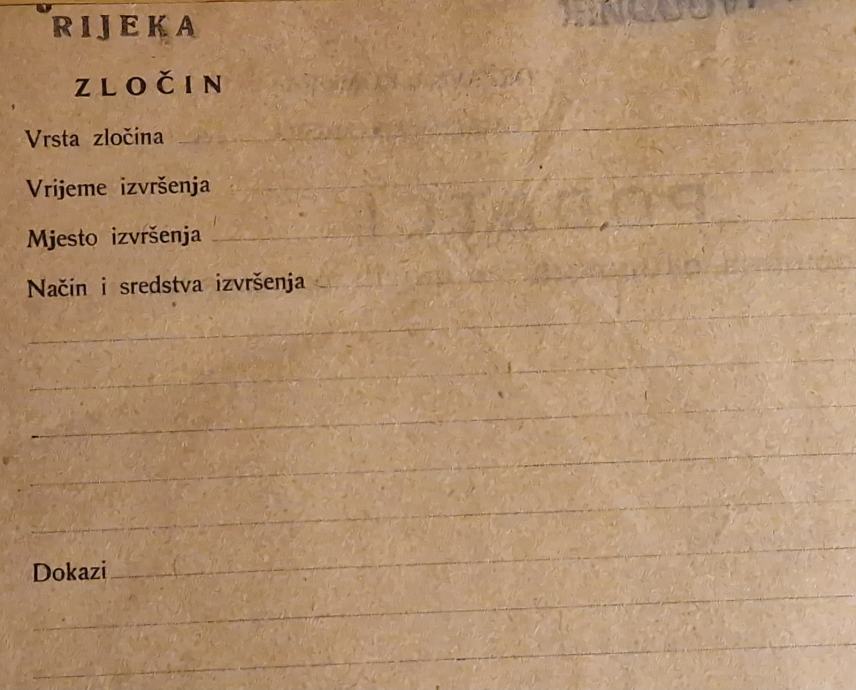 RIJEKA
ZLOČIN
Vrsta zločina
Vrijeme izvršenja
Mjesto izvršenja
Način i sredstva izvršenja
Dokazi